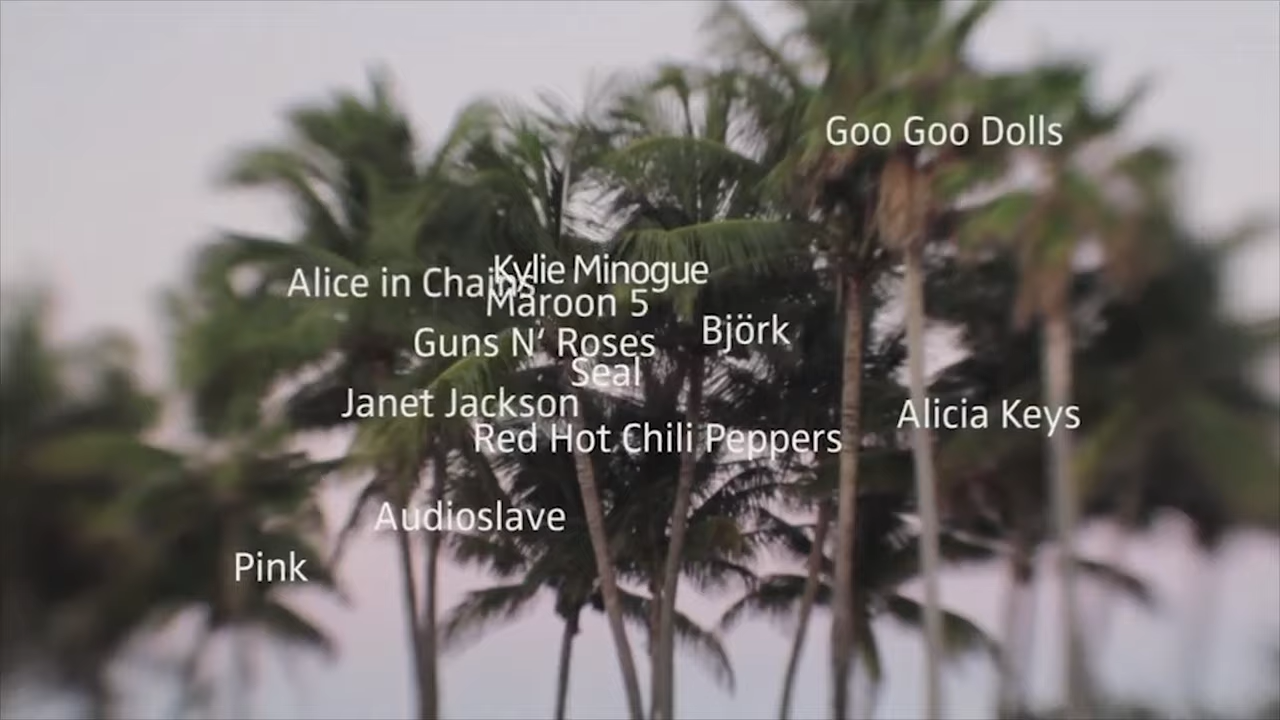 Goo Goo Dolls
Kylie Minogue
Alice in Chains
Maroon 5
Björk
Guns N’ Roses
Seal
Janet Jackson
Alicia Keys
Red Hot Chili Peppers
Audioslave
Pink